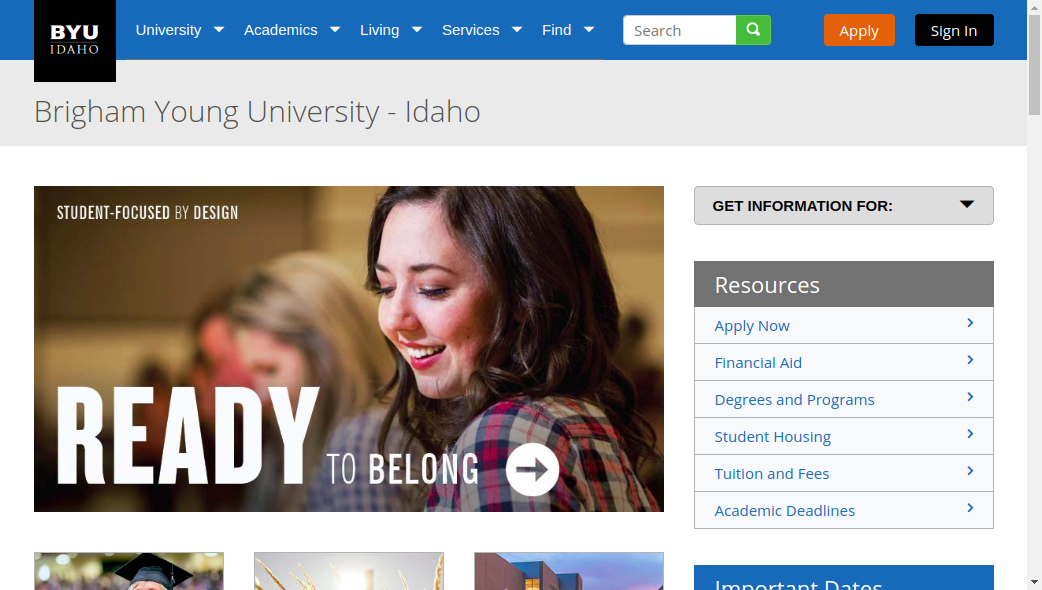 BYU
IDAHO
University
Academics
Living
Services
Find
Search
Apply
Sign In
Brigham Young University - Idaho
STUDENT-FOCUSED BY DESIGN
READY TO BELONG
GET INFORMATION FOR:
Resources
Apply Now
Financial Aid
Degrees and Programs
Student Housing
Tuition and Fees
Academic Deadlines
Important Dates